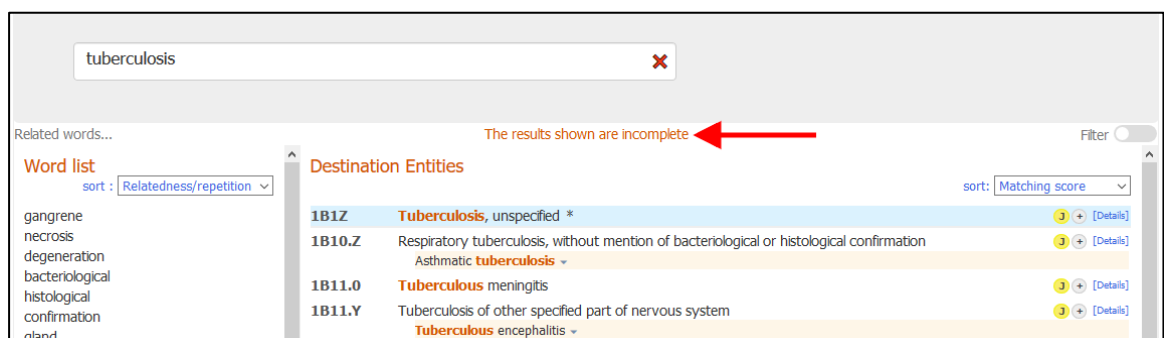 tuberculosis
Related words...
The results shown are incomplete
Filter
Word list
sort : Relatedness/repetition
gangrene
necrosis
degeneration
bacteriological
histological
confirmation
gland
Destination Entities
sort: Matching score
1B1Z Tuberculosis, unspecified * J + [Details]
1B10.Z Respiratory tuberculosis, without mention of bacteriological or histological confirmation J + [Details]
Asthmatic tuberculosis
1B11.0 Tuberculous meningitis J + [Details]
1B11.Y Tuberculosis of other specified part of nervous system J + [Details]
Tuberculous encephalitis